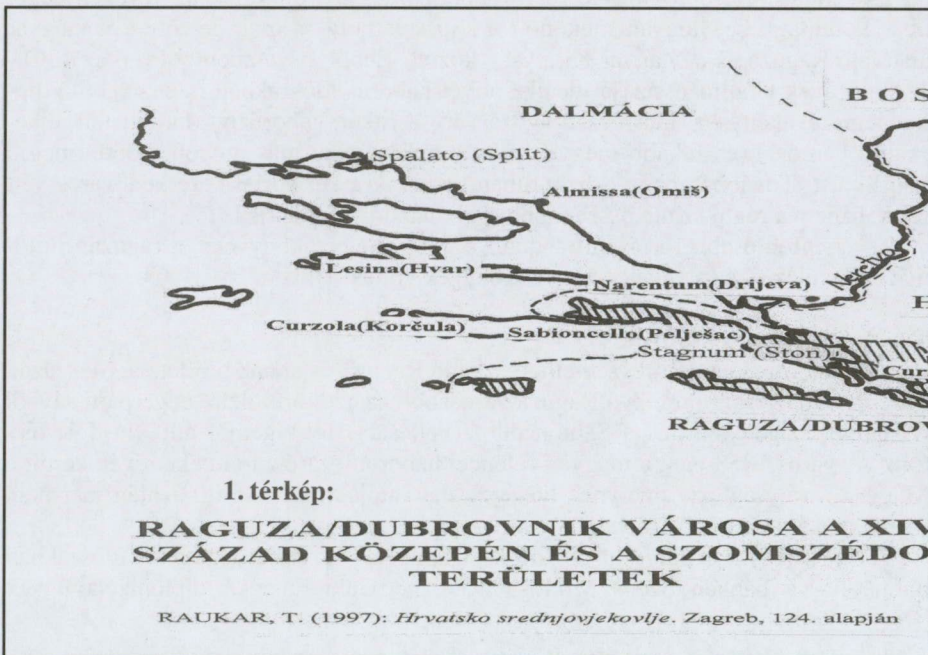 BOS
DALMÁCIA
Spalato (Split)
Almissa(Omiš)
Neretva
Lesina(Hvar)
Narentum(Drijeva)
H
Curzola(Korčula)
Sabioncello(Pelješac)
Stagnum (Ston)
Cur
RAGUZA/DUBROV
1. térkép:
RAGUZA/DUBROVNIK VÁROSA A XIV
SZÁZAD KÖZEPÉN ÉS A SZOMSZÉDO
TERÜLETEK
RAUKAR, T. (1997): Hrvatsko srednjovjekovlje. Zagreb, 124. alapján